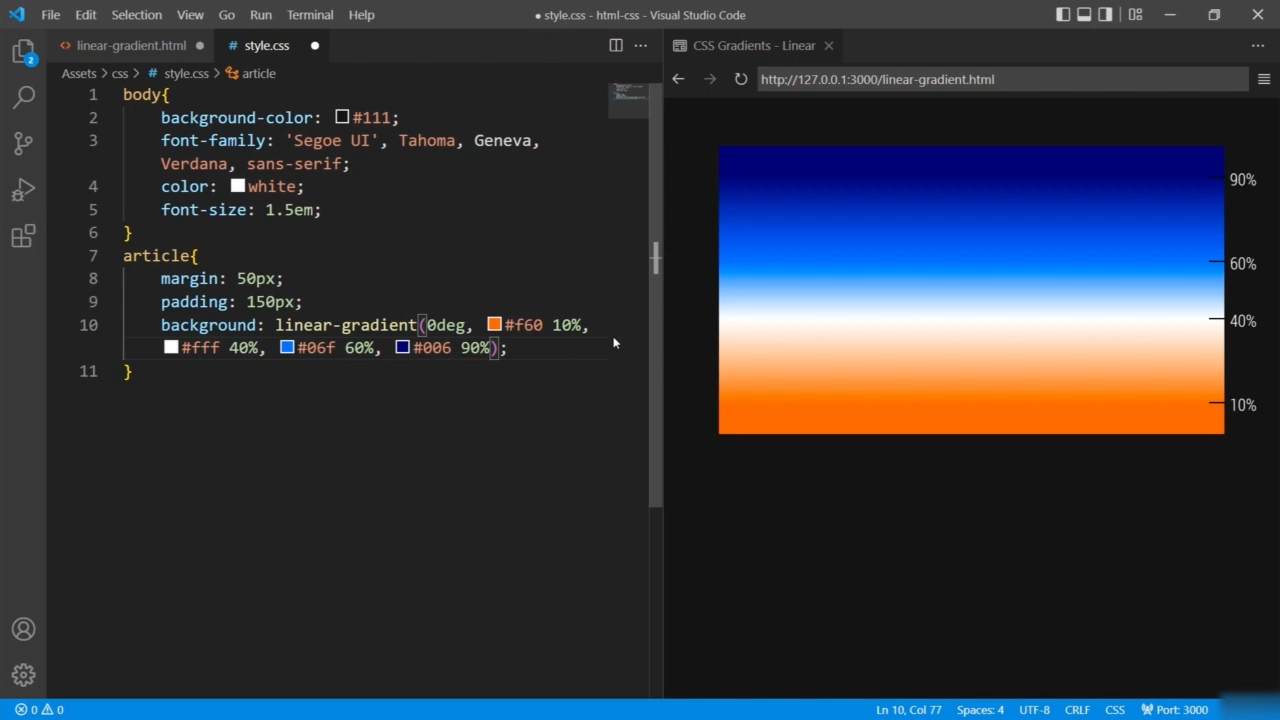 File Edit Selection View Go Run Terminal Help
● style.css - html-css - Visual Studio Code
linear-gradient.html ●
# style.css ●
CSS Gradients - Linear
Assets > css > # style.css > article
http://127.0.0.1:3000/linear-gradient.html
2
1 body{
2 background-color: #111;
3 font-family: 'Segoe UI', Tahoma, Geneva,
Verdana, sans-serif;
4 color: white;
5 font-size: 1.5em;
6 }
7 article{
8 margin: 50px;
9 padding: 150px;
10 background: linear-gradient(0deg, #f60 10%,
#fff 40%, #06f 60%, #006 90%);
11 }
90%
60%
40%
10%
0 0
Ln 10, Col 77 Spaces: 4 UTF-8 CRLF CSS Port: 3000